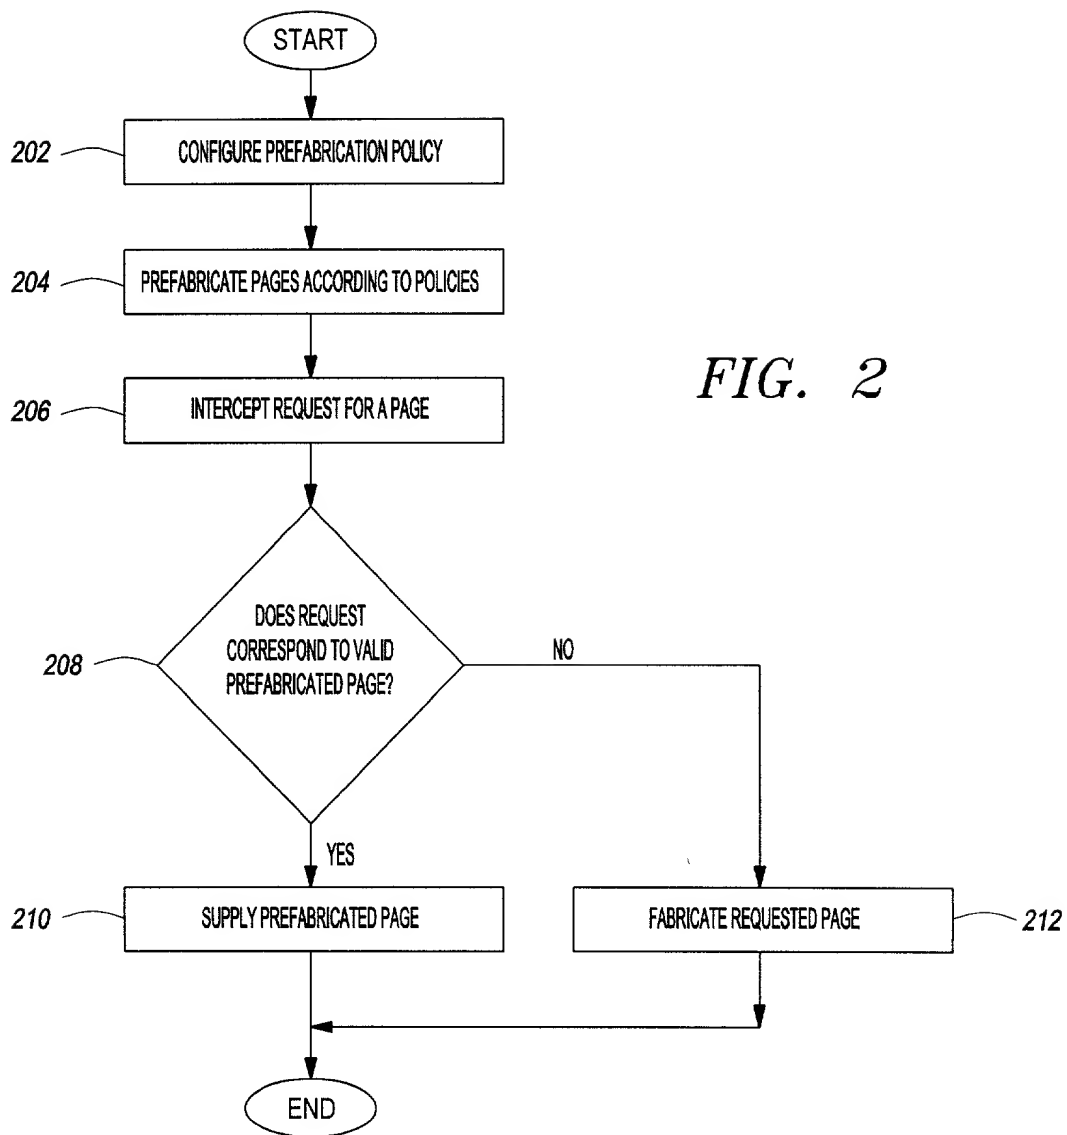 START
202
CONFIGURE PREFABRICATION POLICY
204
PREFABRICATE PAGES ACCORDING TO POLICIES
206
INTERCEPT REQUEST FOR A PAGE
FIG. 2
208
DOES REQUEST
CORRESPOND TO VALID
PREFABRICATED PAGE?
NO
YES
210
SUPPLY PREFABRICATED PAGE
FABRICATE REQUESTED PAGE
212
END